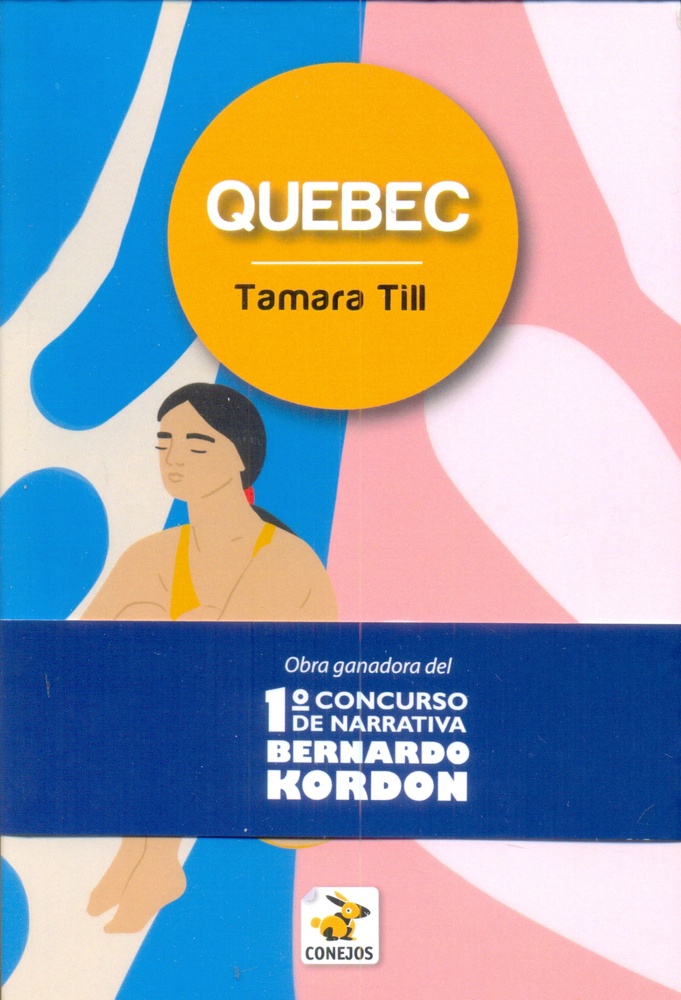 QUEBEC
Tamara Till
Obra ganadora del
1º CONCURSO
DE NARRATIVA
BERNARDO
KORDON
CONEJOS